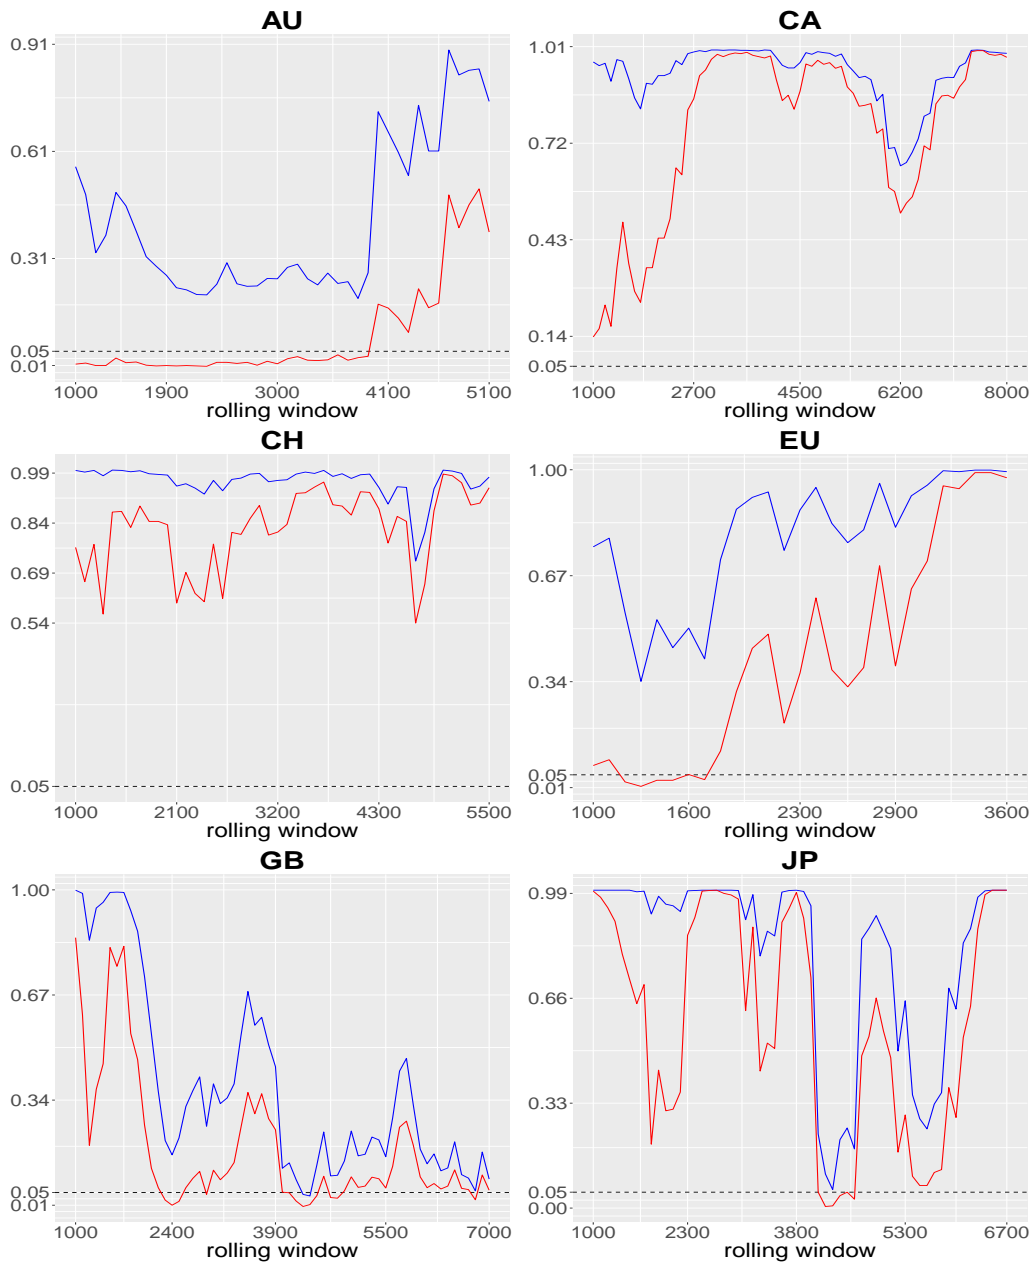 AU
0.91
0.61
0.31
0.05
0.01
1000 1900 3000 4100 5100
rolling window
CA
1.01
0.72
0.43
0.14
0.05
1000 2700 4500 6200 8000
rolling window
CH
0.99
0.84
0.69
0.54
0.05
1000 2100 3200 4300 5500
rolling window
EU
1.00
0.67
0.34
0.05
0.01
1000 1600 2300 2900 3600
rolling window
GB
1.00
0.67
0.34
0.05
0.01
1000 2400 3900 5500 7000
rolling window
JP
0.99
0.66
0.33
0.05
0.00
1000 2300 3800 5300 6700
rolling window